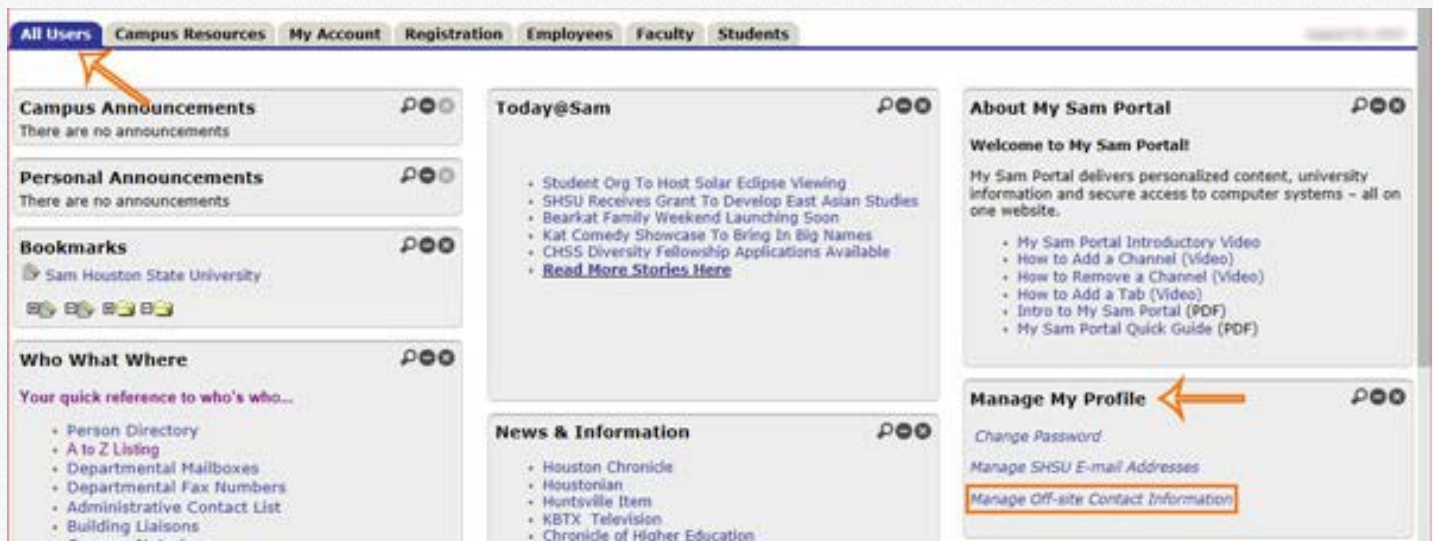 All Users
Campus Resources
My Account
Registration
Employees
Faculty
Students
Campus Announcements
There are no announcements
Personal Announcements
There are no announcements
Bookmarks
Sam Houston State University
Who What Where
Your quick reference to who's who...
Person Directory
A to Z Listing
Departmental Mailboxes
Departmental Fax Numbers
Administrative Contact List
Building Liaisons
Today@Sam
Student Org To Host Solar Eclipse Viewing
SHSU Receives Grant To Develop East Asian Studies
Bearkat Family Weekend Launching Soon
Kat Comedy Showcase To Bring In Big Names
CHSS Diversity Fellowship Applications Available
Read More Stories Here
News & Information
Houston Chronicle
Houstonian
Huntsville Item
KBTX Television
Chronicle of Higher Education
About My Sam Portal
Welcome to My Sam Portal!
My Sam Portal delivers personalized content, university
information and secure access to computer systems – all on
one website.
My Sam Portal Introductory Video
How to Add a Channel (Video)
How to Remove a Channel (Video)
How to Add a Tab (Video)
Intro to My Sam Portal (PDF)
My Sam Portal Quick Guide (PDF)
Manage My Profile
Change Password
Manage SHSU E-mail Addresses
Manage Off-site Contact Information